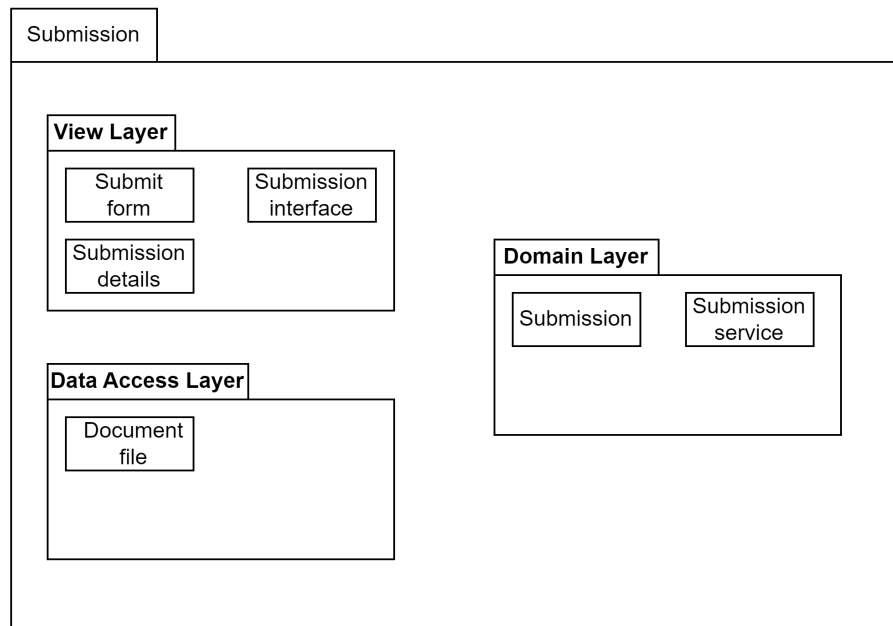 Submission
View Layer
Submit
form
Submission
interface
Submission
details
Domain Layer
Submission
Submission
service
Data Access Layer
Document
file